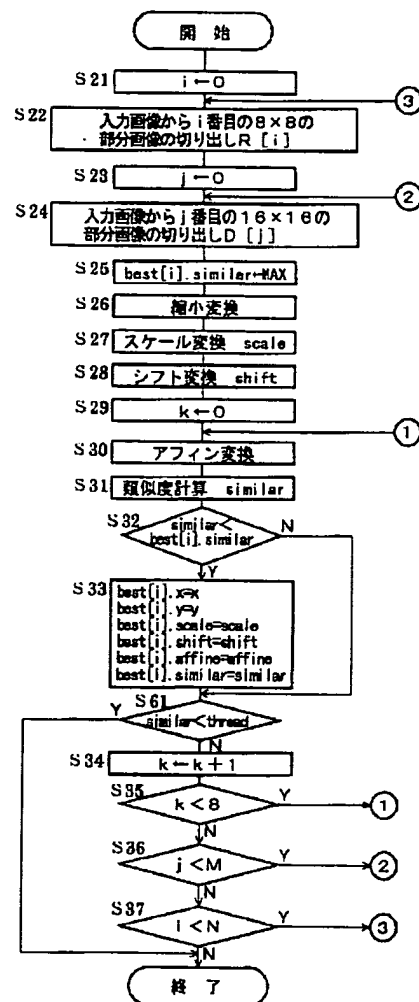 開 始
S21
i←0
③
S22
入力画像からi番目の8×8の
部分画像の切り出しR [i]
S23
j←0
②
S24
入力画像からj番目の16×16の
部分画像の切り出しD [j]
S25
best[i].similar←MAX
S26
縮小変換
S27
スケール変換 scale
S28
シフト変換 shift
S29
k←0
①
S30
アフィン変換
S31
類似度計算 similar
S32
similar<
best[i].similar
N
Y
S33
best[i].x=x
best[i].y=y
best[i].scale=scale
best[i].shift=shift
best[i].affine=affine
best[i].similar=similar
S61
Y
similar<thread
N
S34
k←k+1
S35
k<8
Y
①
N
S36
j<M
Y
②
N
S37
i<N
Y
③
N
終 了